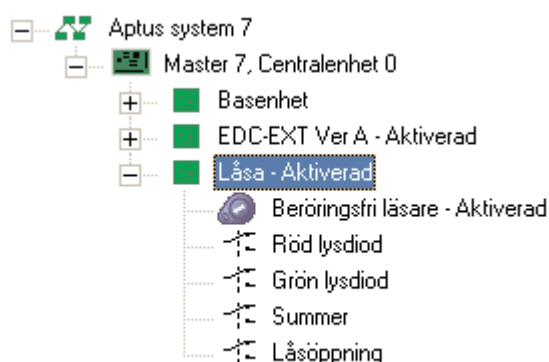 Aptus system 7
Master 7, Centralenhet 0
Basenhet
EDC-EXT Ver A - Aktiverad
Låsa - Aktiverad
Beröringsfri läsare - Aktiverad
Röd lysdiod
Grön lysdiod
Summer
Låsöppning